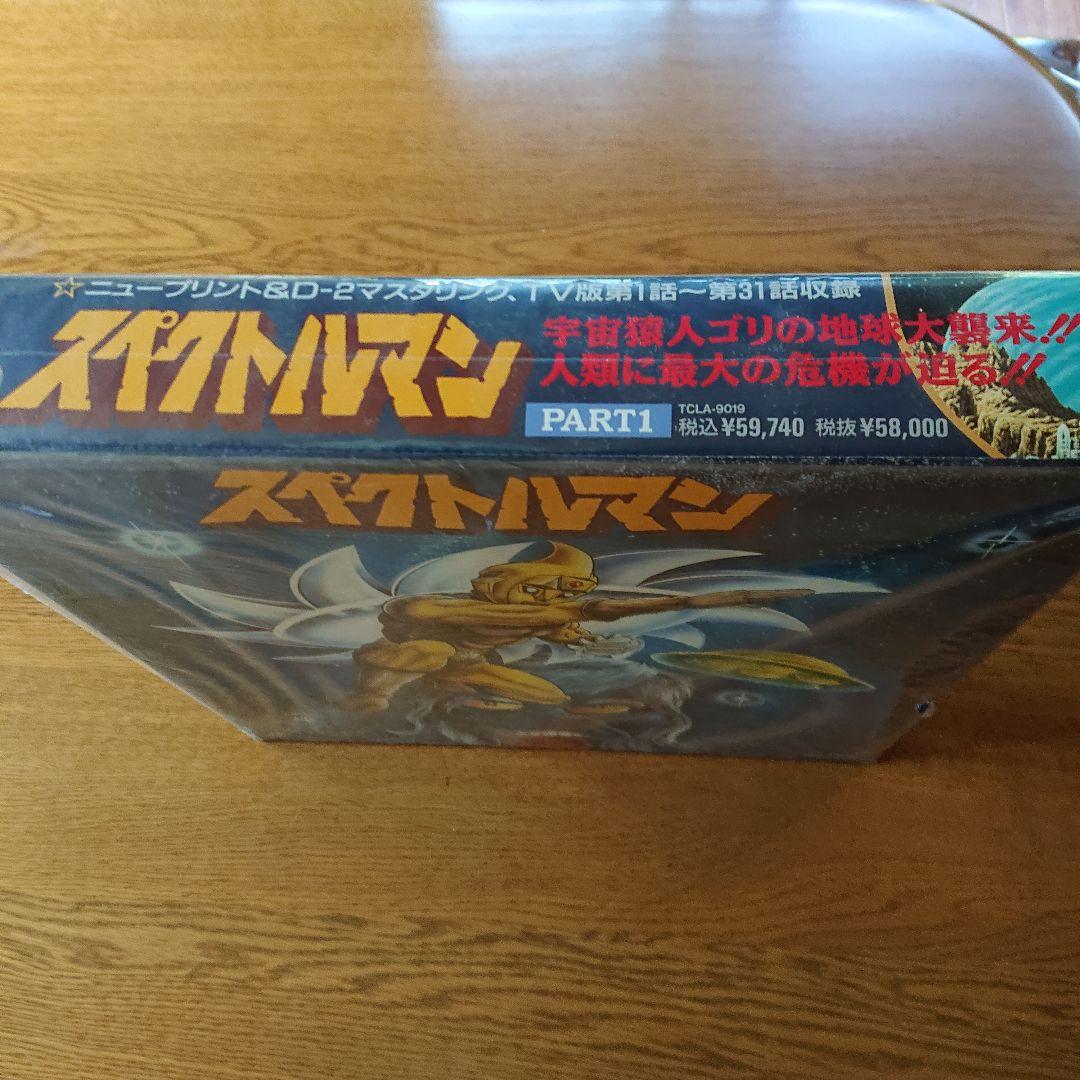 ☆ニュープリント&D-2マスタリング、TV版第1話〜第31話収録
スペクトルマン
宇宙猿人ゴリの地球大襲来!!
人類に最大の危機が迫る!!
PART1
TCLA-9019
税込¥59,740 税抜¥58,000
スペクトルマン